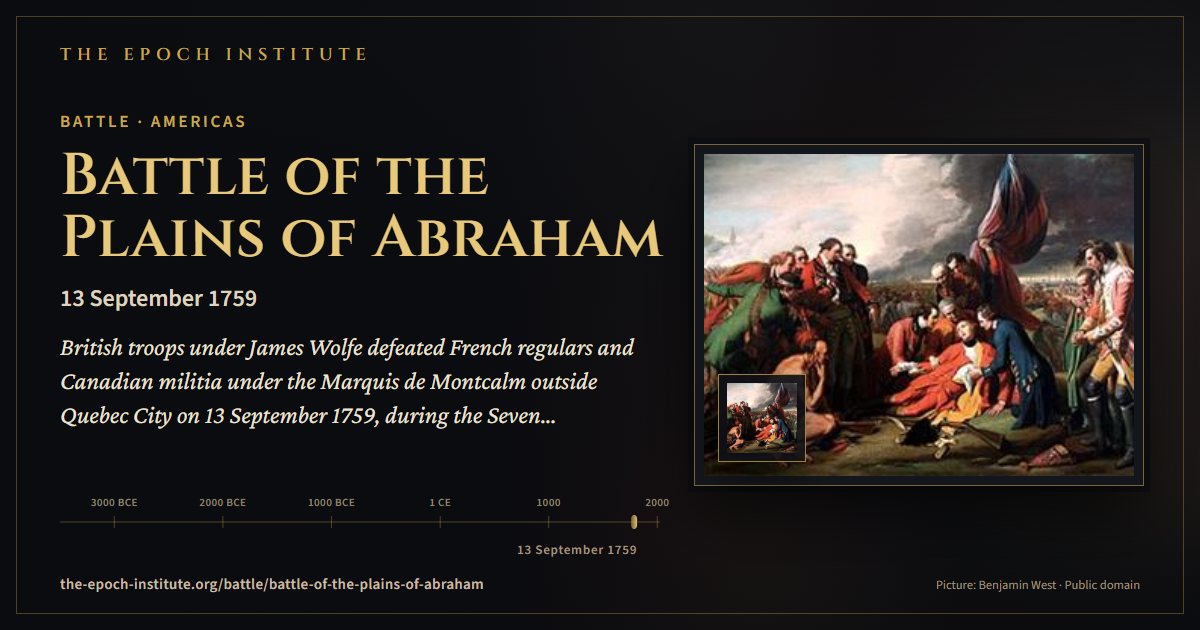 THE EPOCH INSTITUTE
BATTLE · AMERICAS
BATTLE OF THE
PLAINS OF ABRAHAM
13 September 1759
British troops under James Wolfe defeated French regulars and
Canadian militia under the Marquis de Montcalm outside
Quebec City on 13 September 1759, during the Seven...
3000 BCE 2000 BCE 1000 BCE 1 CE 1000 2000
13 September 1759
the-epoch-institute.org/battle/battle-of-the-plains-of-abraham
Picture: Benjamin West · Public domain